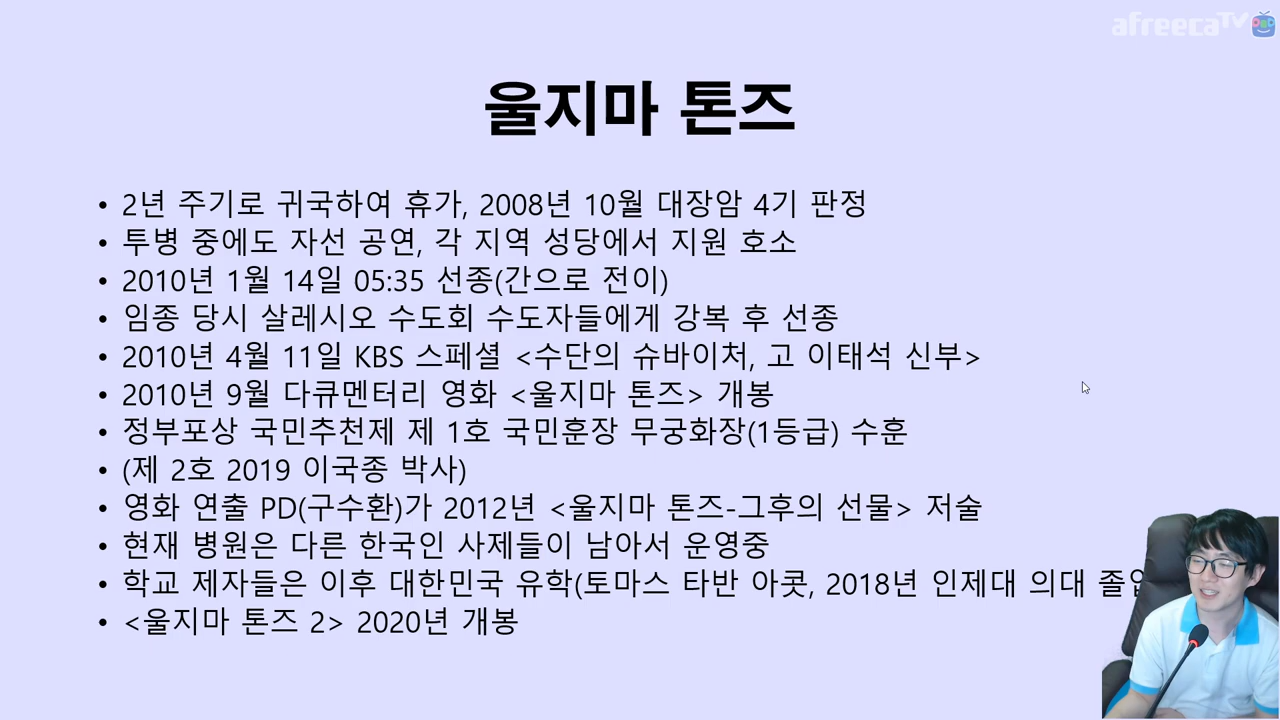 afreecaTV
울지마 톤즈
• 2년 주기로 귀국하여 휴가, 2008년 10월 대장암 4기 판정
• 투병 중에도 자선 공연, 각 지역 성당에서 지원 호소
• 2010년 1월 14일 05:35 선종(간으로 전이)
• 임종 당시 살레시오 수도회 수도자들에게 강복 후 선종
• 2010년 4월 11일 KBS 스페셜 <수단의 슈바이처, 고 이태석 신부>
• 2010년 9월 다큐멘터리 영화 <울지마 톤즈> 개봉
• 정부포상 국민추천제 제 1호 국민훈장 무궁화장(1등급) 수훈
• (제 2호 2019 이국종 박사)
• 영화 연출 PD(구수환)가 2012년 <울지마 톤즈-그후의 선물> 저술
• 현재 병원은 다른 한국인 사제들이 남아서 운영중
• 학교 제자들은 이후 대한민국 유학(토마스 타반 아콧, 2018년 인제대 의대
• <울지마 톤즈 2> 2020년 개봉